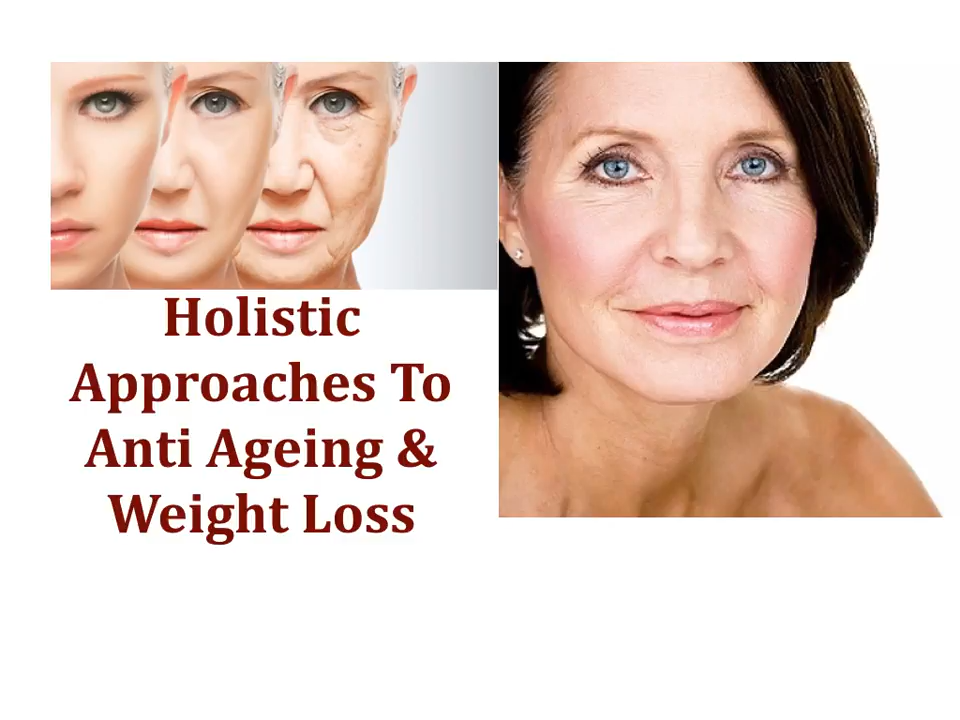 Holistic
Approaches To
Anti Ageing &
Weight Loss